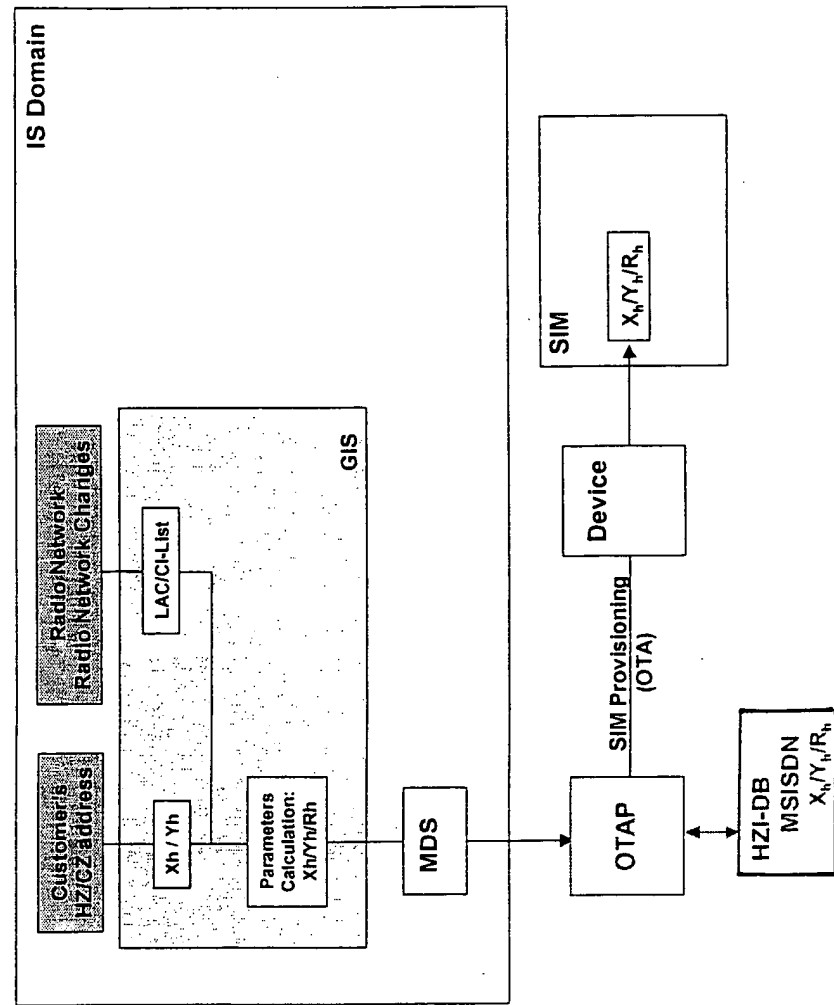 IS Domain
Customer's
HZ/CZ address
Radio Network
Radio Network Changes
Xh / Yh
LAC/CI-List
Parameters
Calculation:
Xh/Yh/Rh
GIS
MDS
OTAP
SIM Provisioning
(OTA)
Device
SIM
Xh/Yh/Rh
HZI-DB
MSISDN
Xh/Yh/Rh